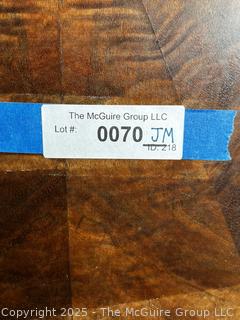 The McGuire Group LLC
Lot #: 0070 JM
ID: 218
Copyright 2025 - The McGuire Group LLC